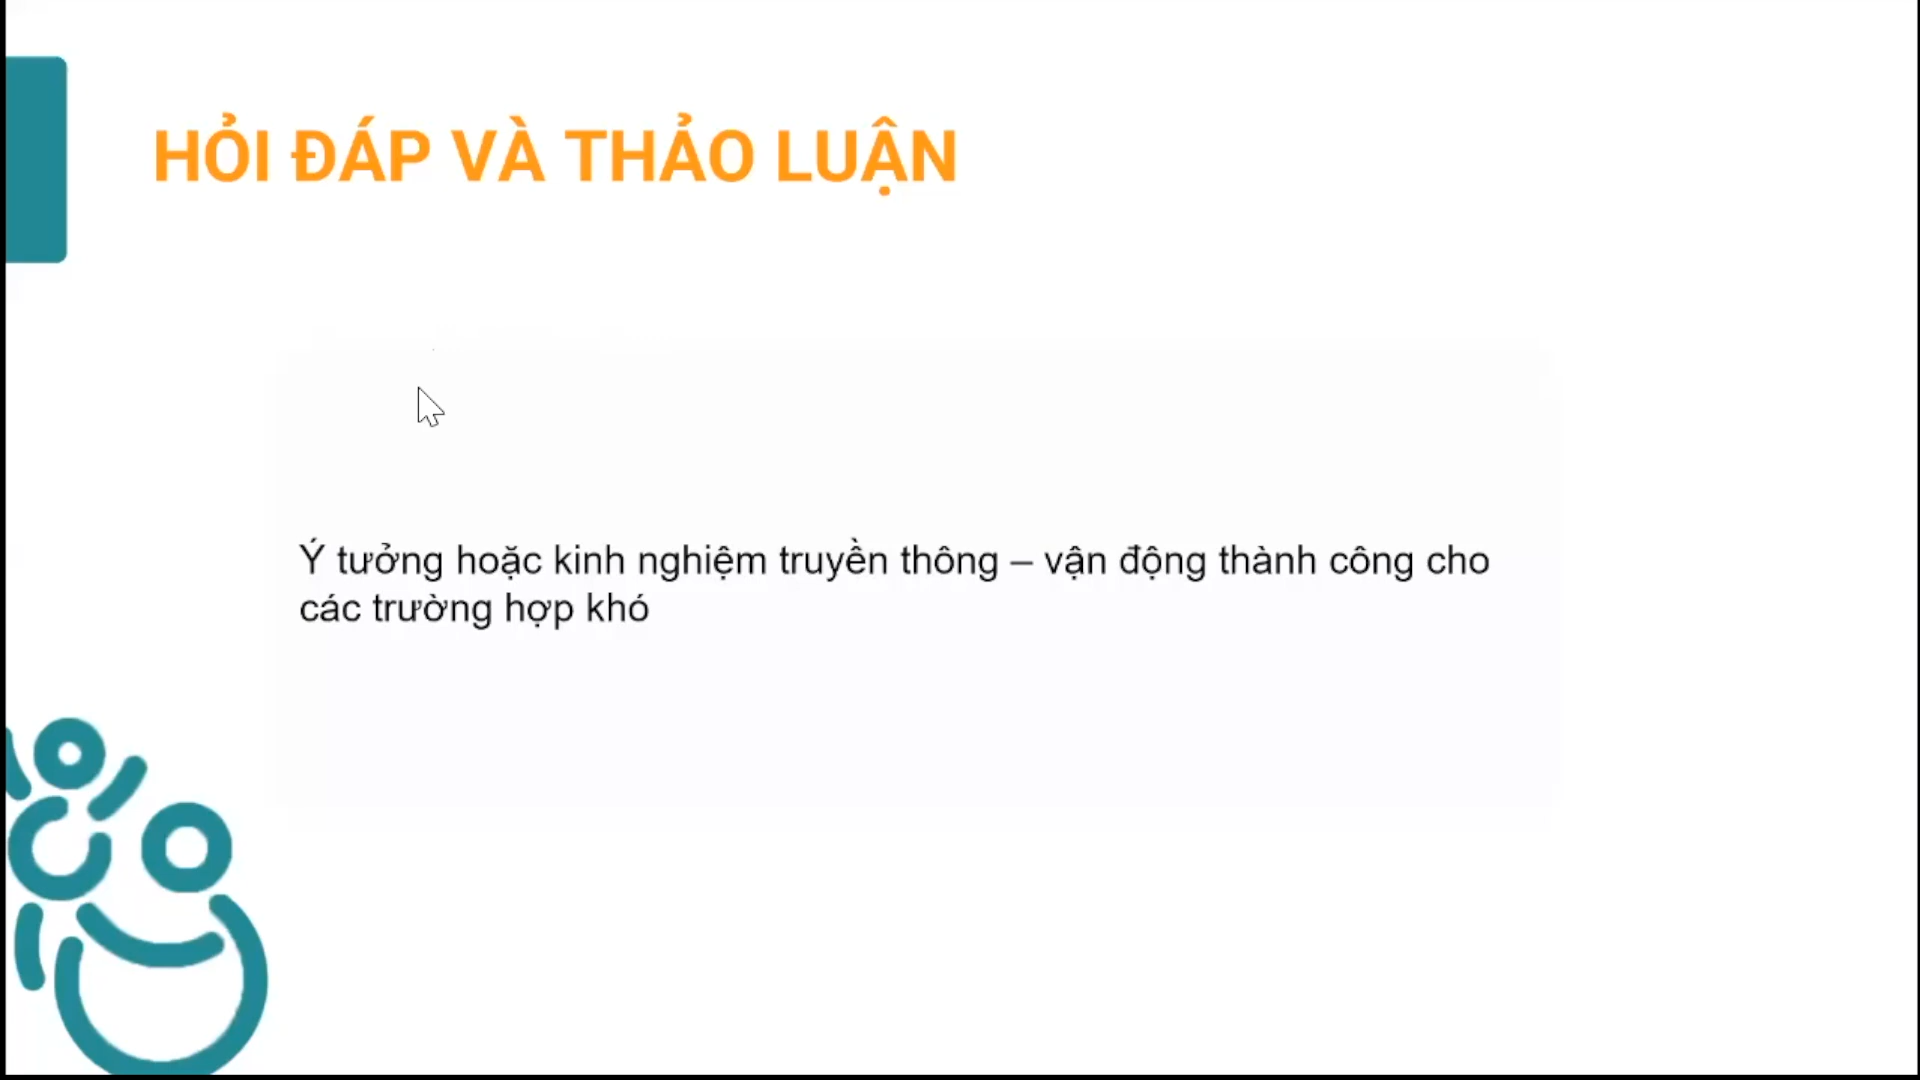 HỎI ĐÁP VÀ THẢO LUẬN
Ý tưởng hoặc kinh nghiệm truyền thông – vận động thành công cho
các trường hợp khó